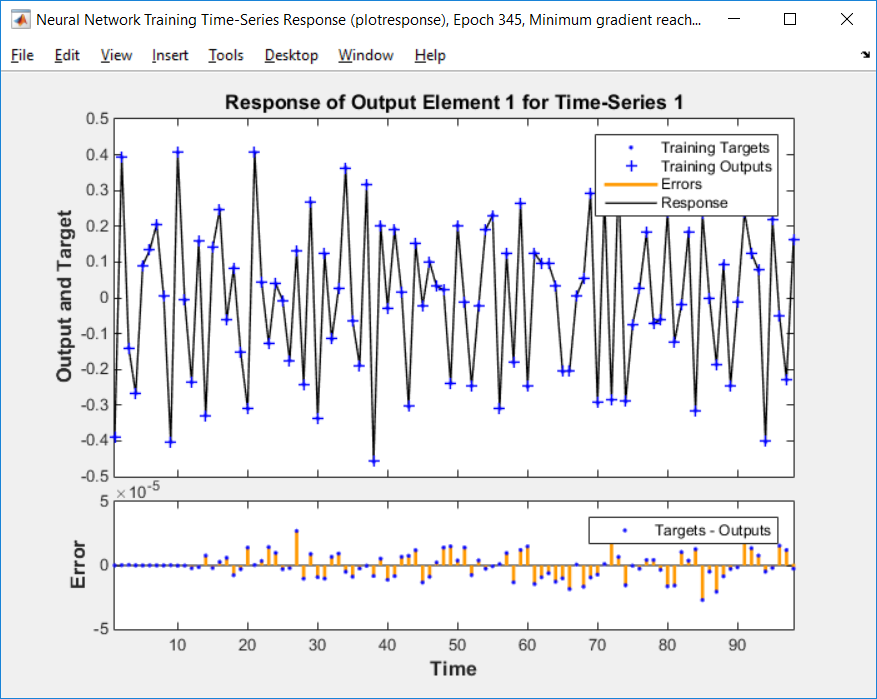 Neural Network Training Time-Series Response (plotresponse), Epoch 345, Minimum gradient reach...
File Edit View Insert Tools Desktop Window Help
Response of Output Element 1 for Time-Series 1
Output and Target
0.5
0.4
0.3
0.2
0.1
0
-0.1
-0.2
-0.3
-0.4
-0.5
Training Targets
Training Outputs
Errors
Response
×10⁻⁵
Error
5
0
-5
Targets - Outputs
10 20 30 40 50 60 70 80 90
Time